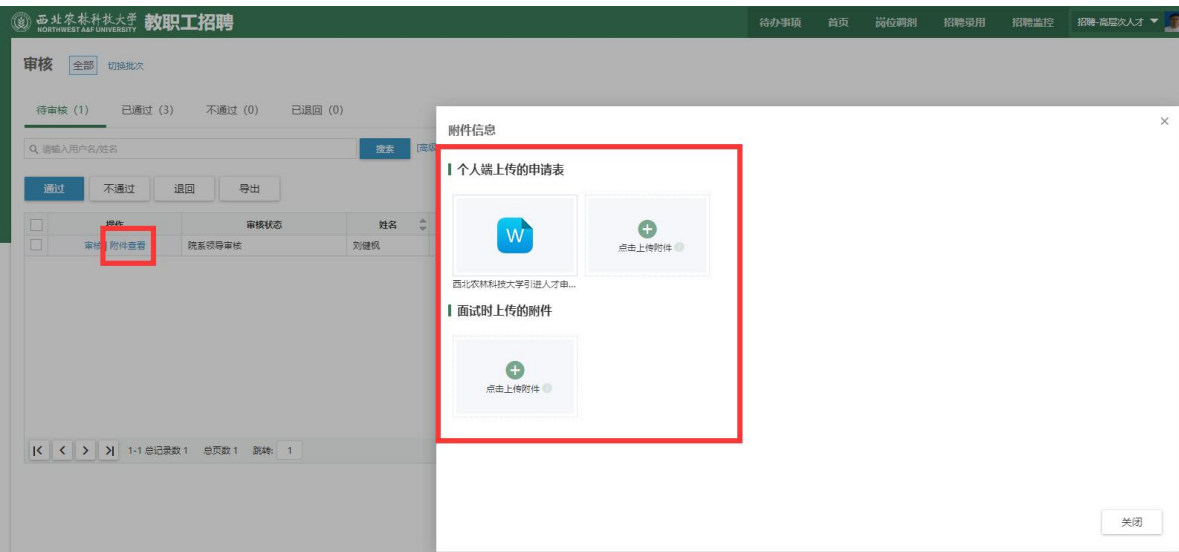 西北农林科技大学 教职工招聘 待办事项 首页 岗位调剂 招聘录用 招聘监控 招聘-高层次人才
NORTHWEST A&F UNIVERSITY
审核 全部 切换批次
待审核 (1) 已通过 (3) 不通过 (0) 已退回 (0)
附件信息
请输入用户名/姓名 搜索 [高级
个人端上传的申请表
通过 不通过 退回 导出
操作 审核状态 姓名
W
点击上传附件
审核 附件查看 院系领导审核 刘健枫
西北农林科技大学引进人才申...
面试时上传的附件
点击上传附件
1-1 总记录数 1 总页数 1 跳转: 1
关闭